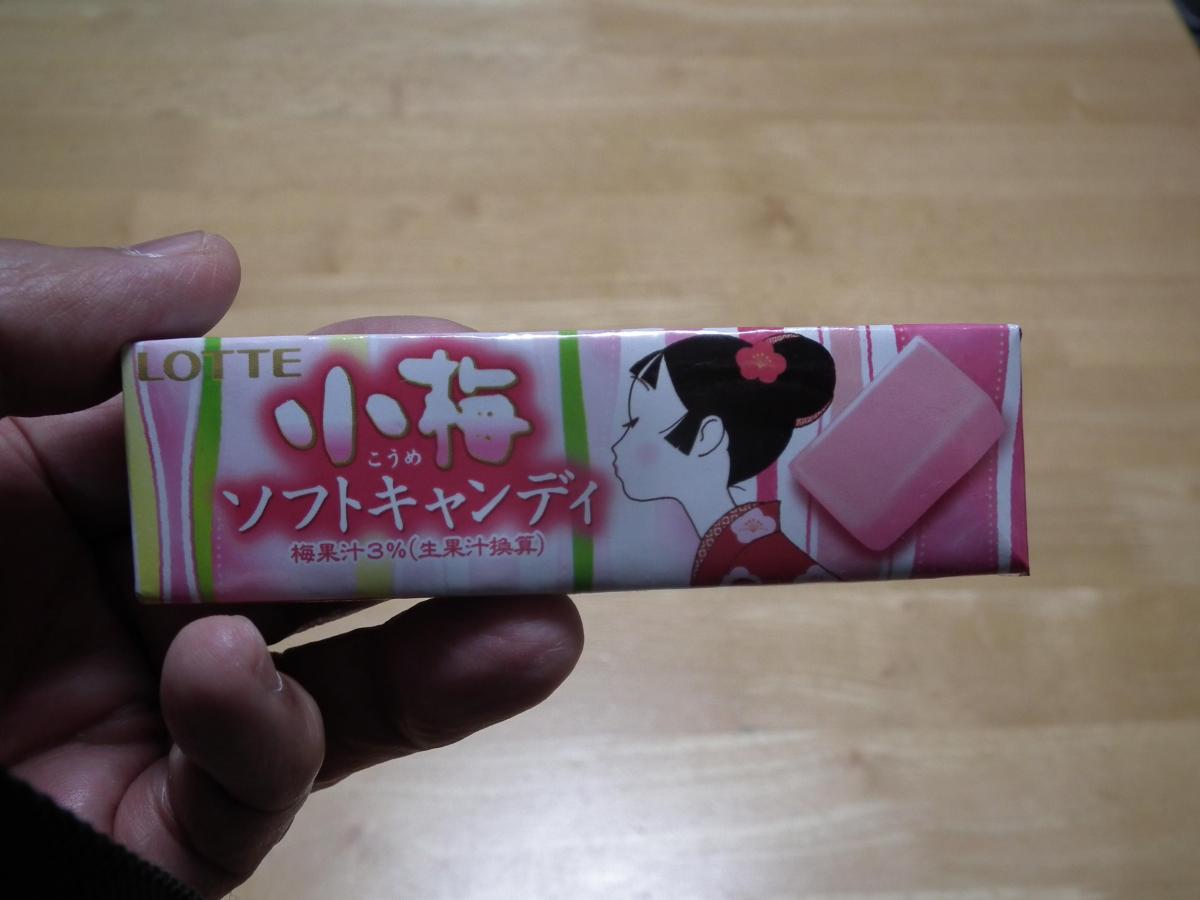 LOTTE
小梅
こうめ
ソフトキャンディ
梅果汁3%(生果汁換算)